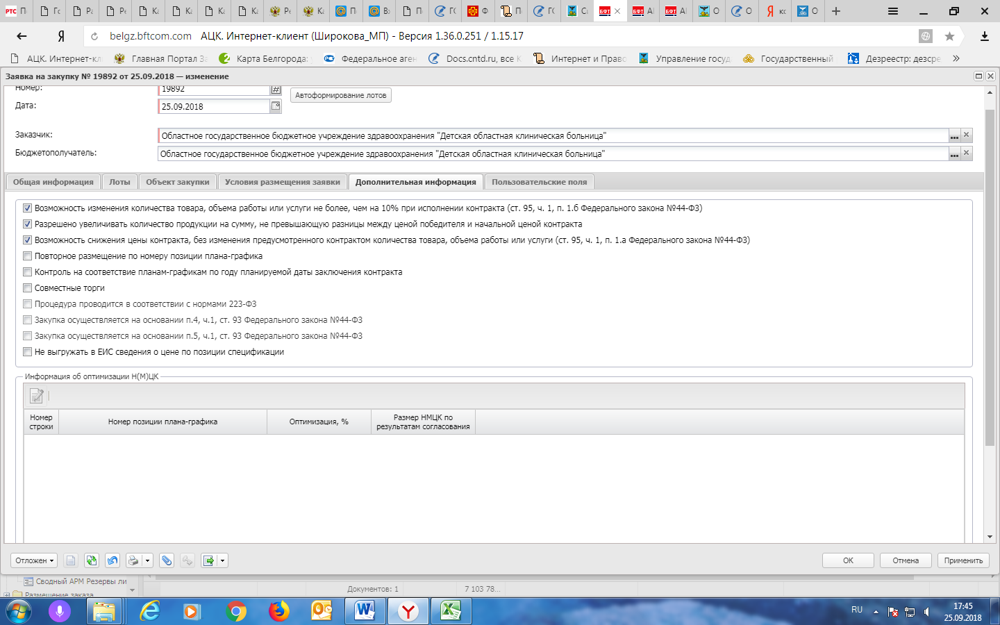 РТС П
Гс
Ра
Ре
Ка
Ка
Ка
Ка
Ре
Ка
П
Вх
П
ГС
Ф
П
ГС
Си
БФТ
БФТ АІ
БФТ АІ
О
О
Я кс
О
belgz.bftcom.com АЦК. Интернет-клиент (Широкова_МП) - Версия 1.36.0.251 / 1.15.17
АЦК. Интернет-кл
Главная Портал За
Карта Белгорода:
Федеральное аген
Docs.cntd.ru, все К
Интернет и Право
Управление госуд
Государственный
Дезреестр: дезсре
Заявка на закупку № 19892 от 25.09.2018 — изменение
Номер: 19892 Автоформирование лотов
Дата: 25.09.2018
Заказчик: Областное государственное бюджетное учреждение здравоохранения "Детская областная клиническая больница"
Бюджетополучатель: Областное государственное бюджетное учреждение здравоохранения "Детская областная клиническая больница"
Общая информация Лоты Объект закупки Условия размещения заявки Дополнительная информация Пользовательские поля
Возможность изменения количества товара, объема работы или услуги не более, чем на 10% при исполнении контракта (ст. 95, ч. 1, п. 1.б Федерального закона №44-ФЗ)
Разрешено увеличивать количество продукции на сумму, не превышающую разницы между ценой победителя и начальной ценой контракта
Возможность снижения цены контракта, без изменения предусмотренного контрактом количества товара, объема работы или услуги (ст. 95, ч. 1, п. 1.а Федерального закона №44-ФЗ)
Повторное размещение по номеру позиции плана-графика
Контроль на соответствие планам-графикам по году планируемой даты заключения контракта
Совместные торги
Процедура проводится в соответствии с нормами 223-ФЗ
Закупка осуществляется на основании п.4, ч.1, ст. 93 Федерального закона №44-ФЗ
Закупка осуществляется на основании п.5, ч.1, ст. 93 Федерального закона №44-ФЗ
Не выгружать в ЕИС сведения о цене по позиции спецификации
Информация об оптимизации Н(М)ЦК
Номер строки
Номер позиции плана-графика
Оптимизация, %
Размер НМЦК по результатам согласования
Отложен
ОК Отмена Применить
Сводный АРМ Резервы ли
Размещение заказа
Документов: 1 7 103 78...
RU 17:45
25.09.2018